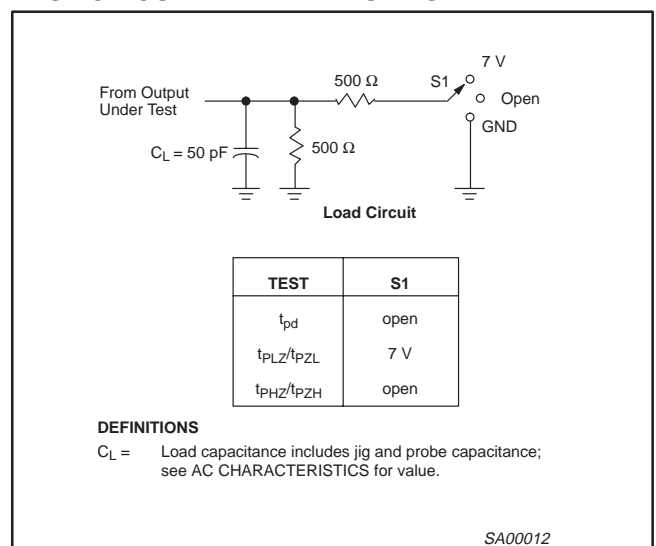 7 V
500 Ω
S1
From Output
Under Test
Open
GND
C_L = 50 pF
500 Ω
Load Circuit
TEST S1
t_pd open
t_PLZ/t_PZL 7 V
t_PHZ/t_PZH open
DEFINITIONS
C_L = Load capacitance includes jig and probe capacitance;
see AC CHARACTERISTICS for value.
SA00012